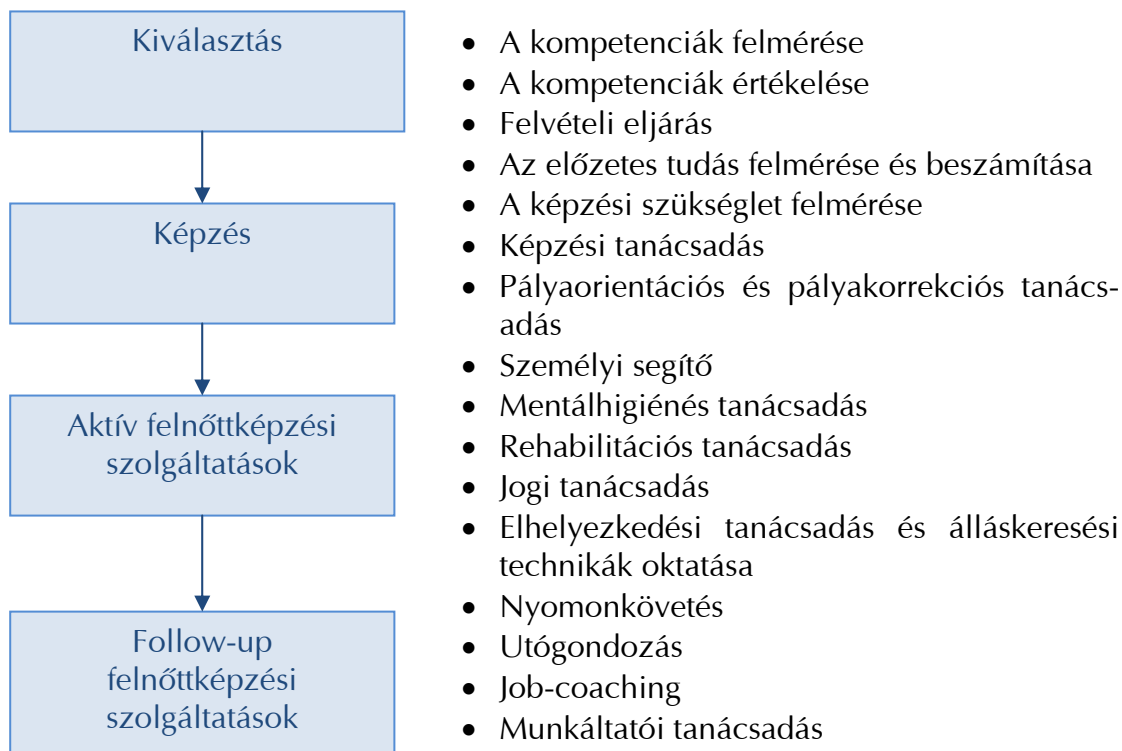 Kiválasztás
Képzés
Aktív felnőttképzési
szolgáltatások
Follow-up
felnőttképzési
szolgáltatások
• A kompetenciák felmérése
• A kompetenciák értékelése
• Felvételi eljárás
• Az előzetes tudás felmérése és beszámítása
• A képzési szükséglet felmérése
• Képzési tanácsadás
• Pályaorientációs és pályakorrekciós tanács-
adás
• Személyi segítő
• Mentálhigiénés tanácsadás
• Rehabilitációs tanácsadás
• Jogi tanácsadás
• Elhelyezkedési tanácsadás és álláskeresési
technikák oktatása
• Nyomonkövetés
• Utógondozás
• Job-coaching
• Munkáltatói tanácsadás